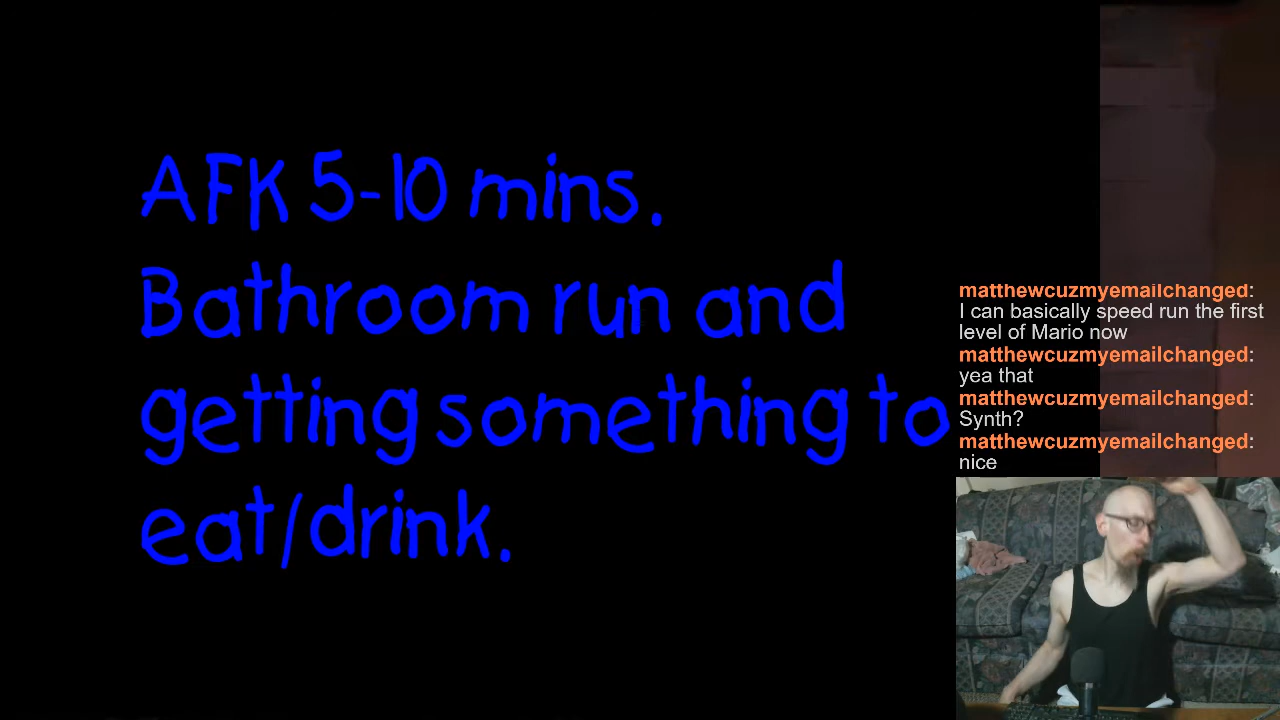 AFK 5-10 mins.
Bathroom run and
getting something to
eat/drink.
matthewcuzmyemailchanged:
I can basically speed run the first
level of Mario now
matthewcuzmyemailchanged:
yea that
matthewcuzmyemailchanged:
Synth?
matthewcuzmyemailchanged:
nice